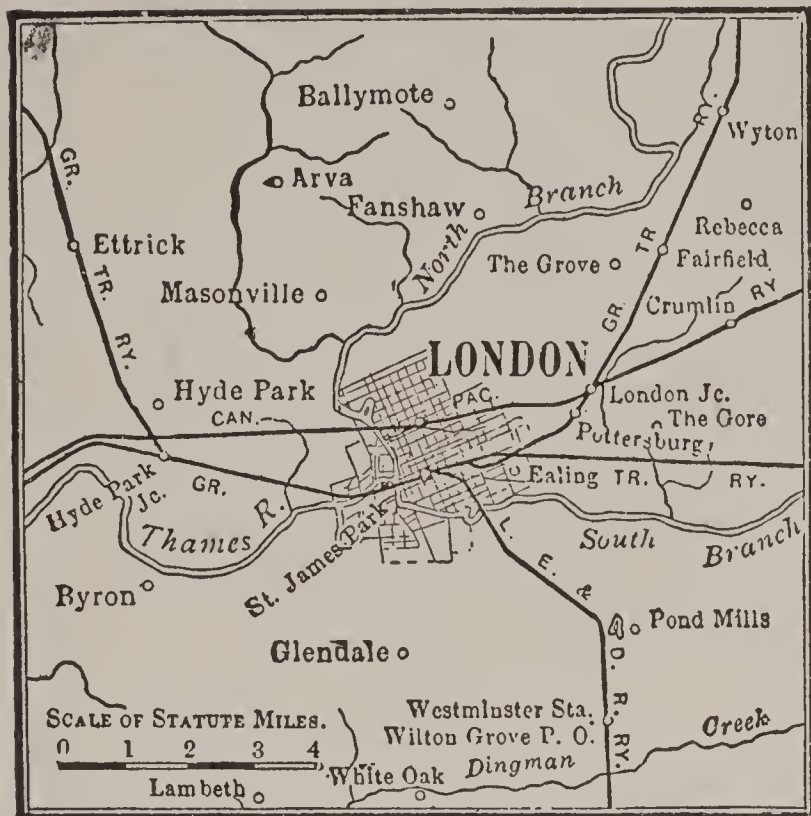 Ballymote
RY.
Wyton
GR.
Arva
Branch
Fanshaw
Rebecca
Ettrick
North
TR.
The Grove
Fairfield
TR.
Masonville
GR.
Crumlin
RY
RY.
LONDON
Hyde Park
PAC.
London Jc.
CAN.
The Gore
Pottersburg
Hyde Park Jc.
GR.
Ealing
TR.
RY.
Thames R.
St. James Park
L. E. & D. R. RY.
South Branch
Byron
Pond Mills
Glendale
Westminster Sta.
Wilton Grove P. O.
SCALE OF STATUTE MILES.
0 1 2 3 4
Dingman Creek
White Oak
Lambeth